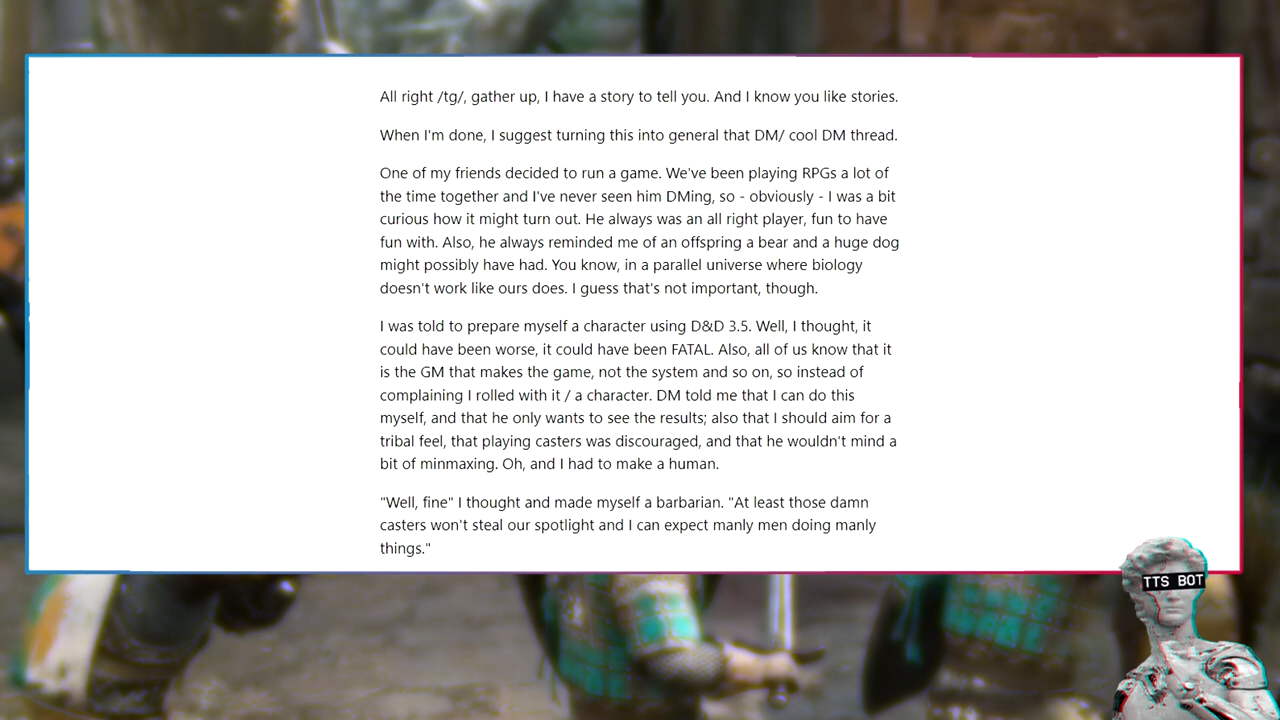 All right /tg/, gather up, I have a story to tell you. And I know you like stories.
When I'm done, I suggest turning this into general that DM/ cool DM thread.
One of my friends decided to run a game. We've been playing RPGs a lot of
the time together and I've never seen him DMing, so - obviously - I was a bit
curious how it might turn out. He always was an all right player, fun to have
fun with. Also, he always reminded me of an offspring a bear and a huge dog
might possibly have had. You know, in a parallel universe where biology
doesn't work like ours does. I guess that's not important, though.
I was told to prepare myself a character using D&D 3.5. Well, I thought, it
could have been worse, it could have been FATAL. Also, all of us know that it
is the GM that makes the game, not the system and so on, so instead of
complaining I rolled with it / a character. DM told me that I can do this
myself, and that he only wants to see the results; also that I should aim for a
tribal feel, that playing casters was discouraged, and that he wouldn't mind a
bit of minmaxing. Oh, and I had to make a human.
"Well, fine" I thought and made myself a barbarian. "At least those damn
casters won't steal our spotlight and I can expect manly men doing manly
things."
TTS BOT